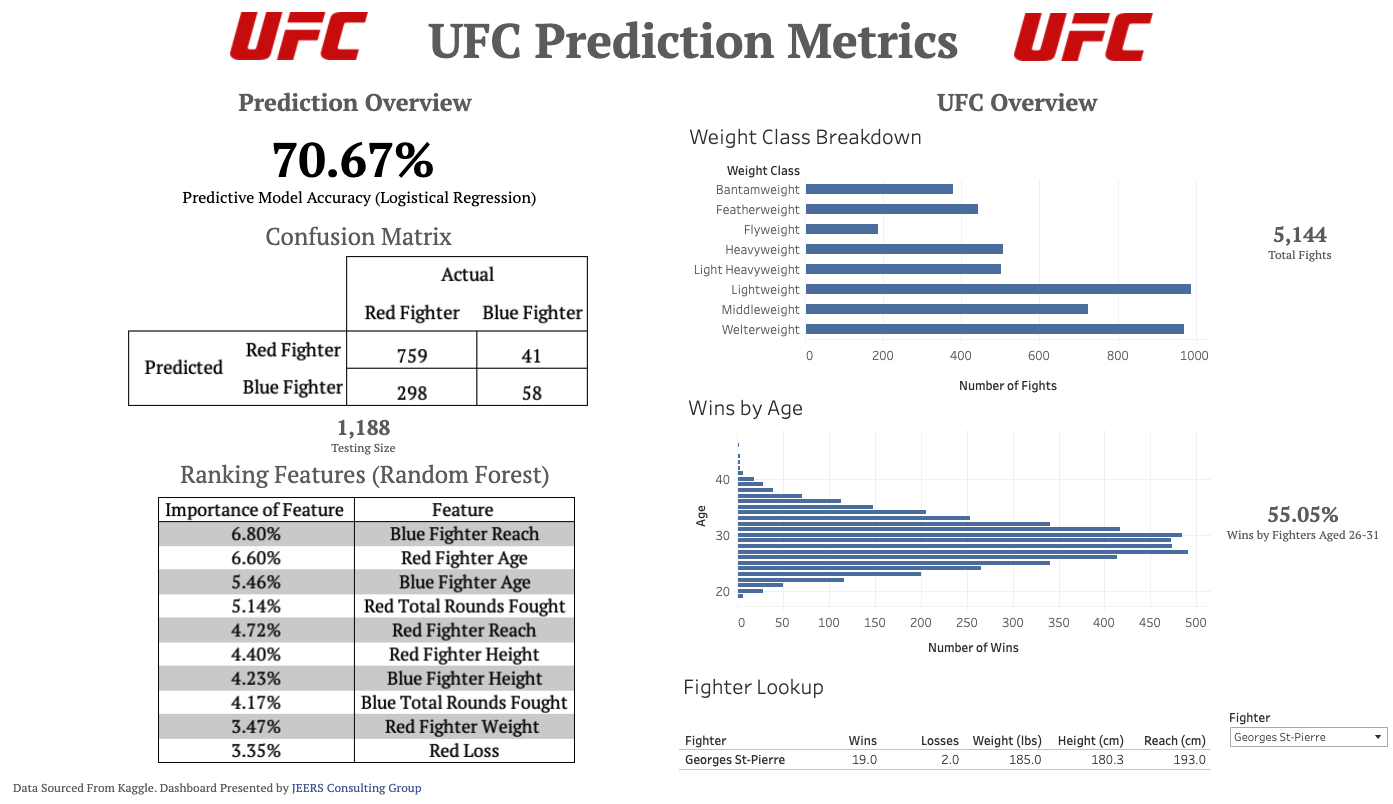 UFC UFC Prediction Metrics UFC
Prediction Overview
70.67%
Predictive Model Accuracy (Logistical Regression)
Confusion Matrix
Actual
Red Fighter Blue Fighter
Predicted
Red Fighter 759 41
Blue Fighter 298 58
1,188
Testing Size
Ranking Features (Random Forest)
Importance of Feature Feature
6.80% Blue Fighter Reach
6.60% Red Fighter Age
5.46% Blue Fighter Age
5.14% Red Total Rounds Fought
4.72% Red Fighter Reach
4.40% Red Fighter Height
4.23% Blue Fighter Height
4.17% Blue Total Rounds Fought
3.47% Red Fighter Weight
3.35% Red Loss
UFC Overview
Weight Class Breakdown
Weight Class
Bantamweight
Featherweight
Flyweight
Heavyweight
Light Heavyweight
Lightweight
Middleweight
Welterweight
0 200 400 600 800 1000
Number of Fights
5,144
Total Fights
Wins by Age
Age
40
30
20
0 50 100 150 200 250 300 350 400 450 500
Number of Wins
55.05%
Wins by Fighters Aged 26-31
Fighter Lookup
Fighter Wins Losses Weight (lbs) Height (cm) Reach (cm)
Georges St-Pierre 19.0 2.0 185.0 180.3 193.0
Fighter
Georges St-Pierre
Data Sourced From Kaggle. Dashboard Presented by JEERS Consulting Group